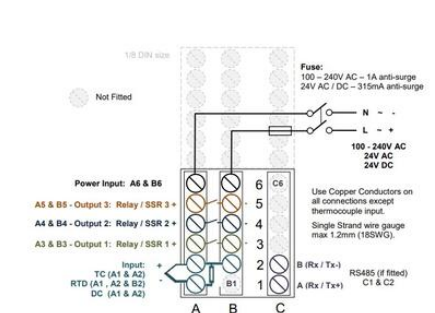 1/8 DIN size
Fuse:
100 – 240V AC – 1A anti-surge
24V AC / DC – 315mA anti-surge
Not Fitted
N ~ -
L ~ +
100 - 240V AC
24V AC
24V DC
Power Input: A6 & B6
6
C6
A5 & B5 - Output 3: Relay / SSR 3 +
-
5
A4 & B4 - Output 2: Relay / SSR 2 +
-
4
A3 & B3 - Output 1: Relay / SSR 1 +
-
3
Use Copper Conductors on
all connections except
thermocouple input.
Single Strand wire gauge
max 1.2mm (18SWG).
Input: +
TC (A1 & A2)
RTD (A1 , A2 & B2)
DC (A1 & A2)
-
2
B (Rx / Tx-)
B1
1
A (Rx / Tx+)
RS485 (if fitted)
C1 & C2
A B C